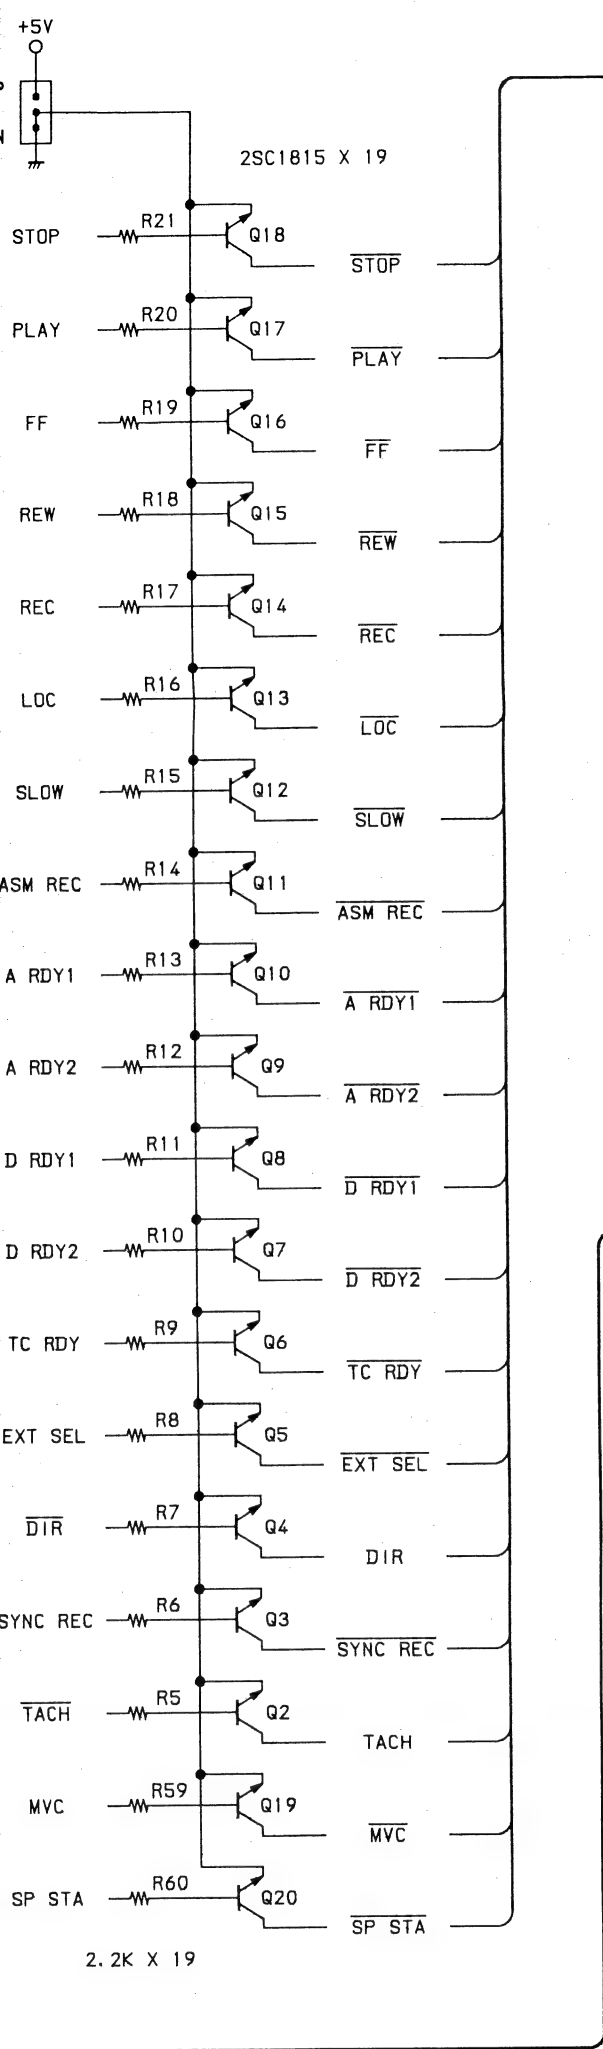 +5V
2SC1815 X 19
STOP R21 Q18 STOP
PLAY R20 Q17 PLAY
FF R19 Q16 FF
REW R18 Q15 REW
REC R17 Q14 REC
LOC R16 Q13 LOC
SLOW R15 Q12 SLOW
ASM REC R14 Q11 ASM REC
A RDY1 R13 Q10 A RDY1
A RDY2 R12 Q9 A RDY2
D RDY1 R11 Q8 D RDY1
D RDY2 R10 Q7 D RDY2
TC RDY R9 Q6 TC RDY
EXT SEL R8 Q5 EXT SEL
DIR R7 Q4 DIR
SYNC REC R6 Q3 SYNC REC
TACH R5 Q2 TACH
MVC R59 Q19 MVC
SP STA R60 Q20 SP STA
2.2K X 19